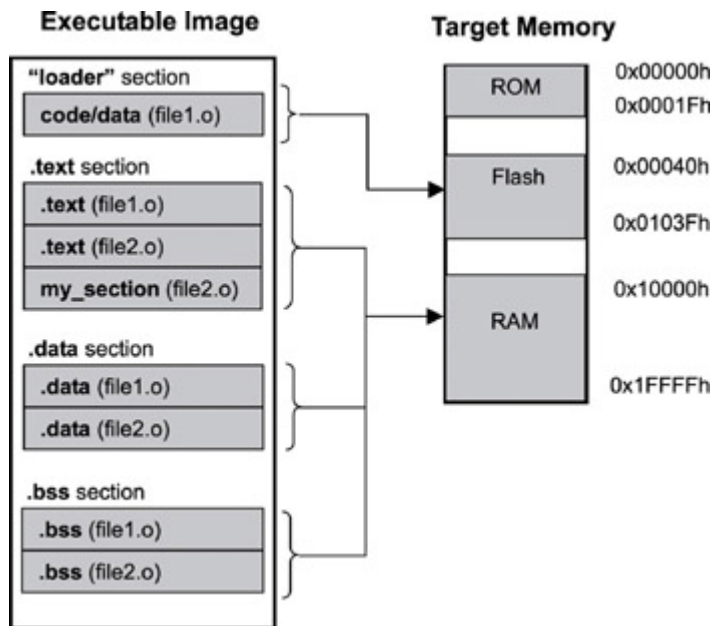 Executable Image
"loader" section
code/data (file1.o)
.text section
.text (file1.o)
.text (file2.o)
my_section (file2.o)
.data section
.data (file1.o)
.data (file2.o)
.bss section
.bss (file1.o)
.bss (file2.o)
Target Memory
ROM
0x00000h
0x0001Fh
Flash
0x00040h
0x0103Fh
RAM
0x10000h
0x1FFFFh